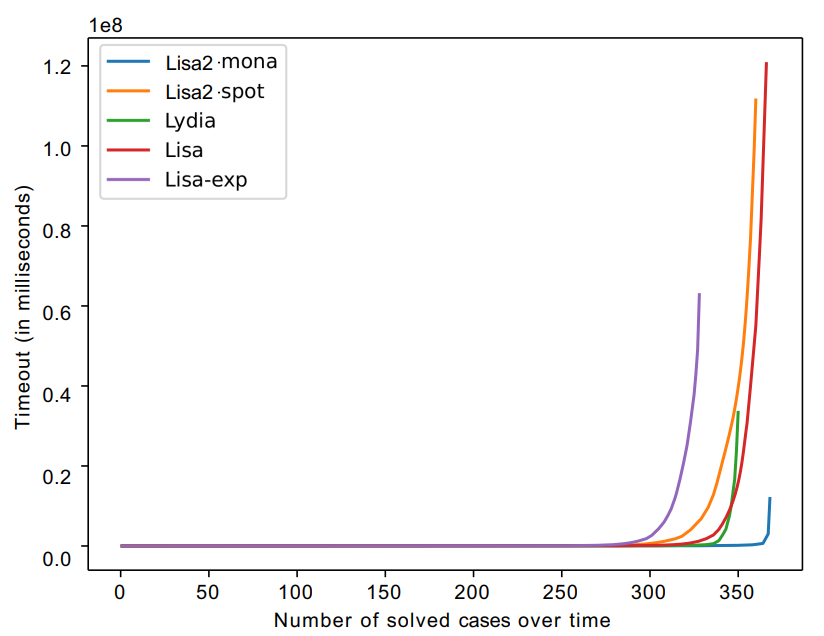 1e8
Lisa2·mona
Lisa2·spot
Lydia
Lisa
Lisa-exp
1.2
1.0
0.8
0.6
0.4
0.2
0.0
Timeout (in milliseconds)
0 50 100 150 200 250 300 350
Number of solved cases over time